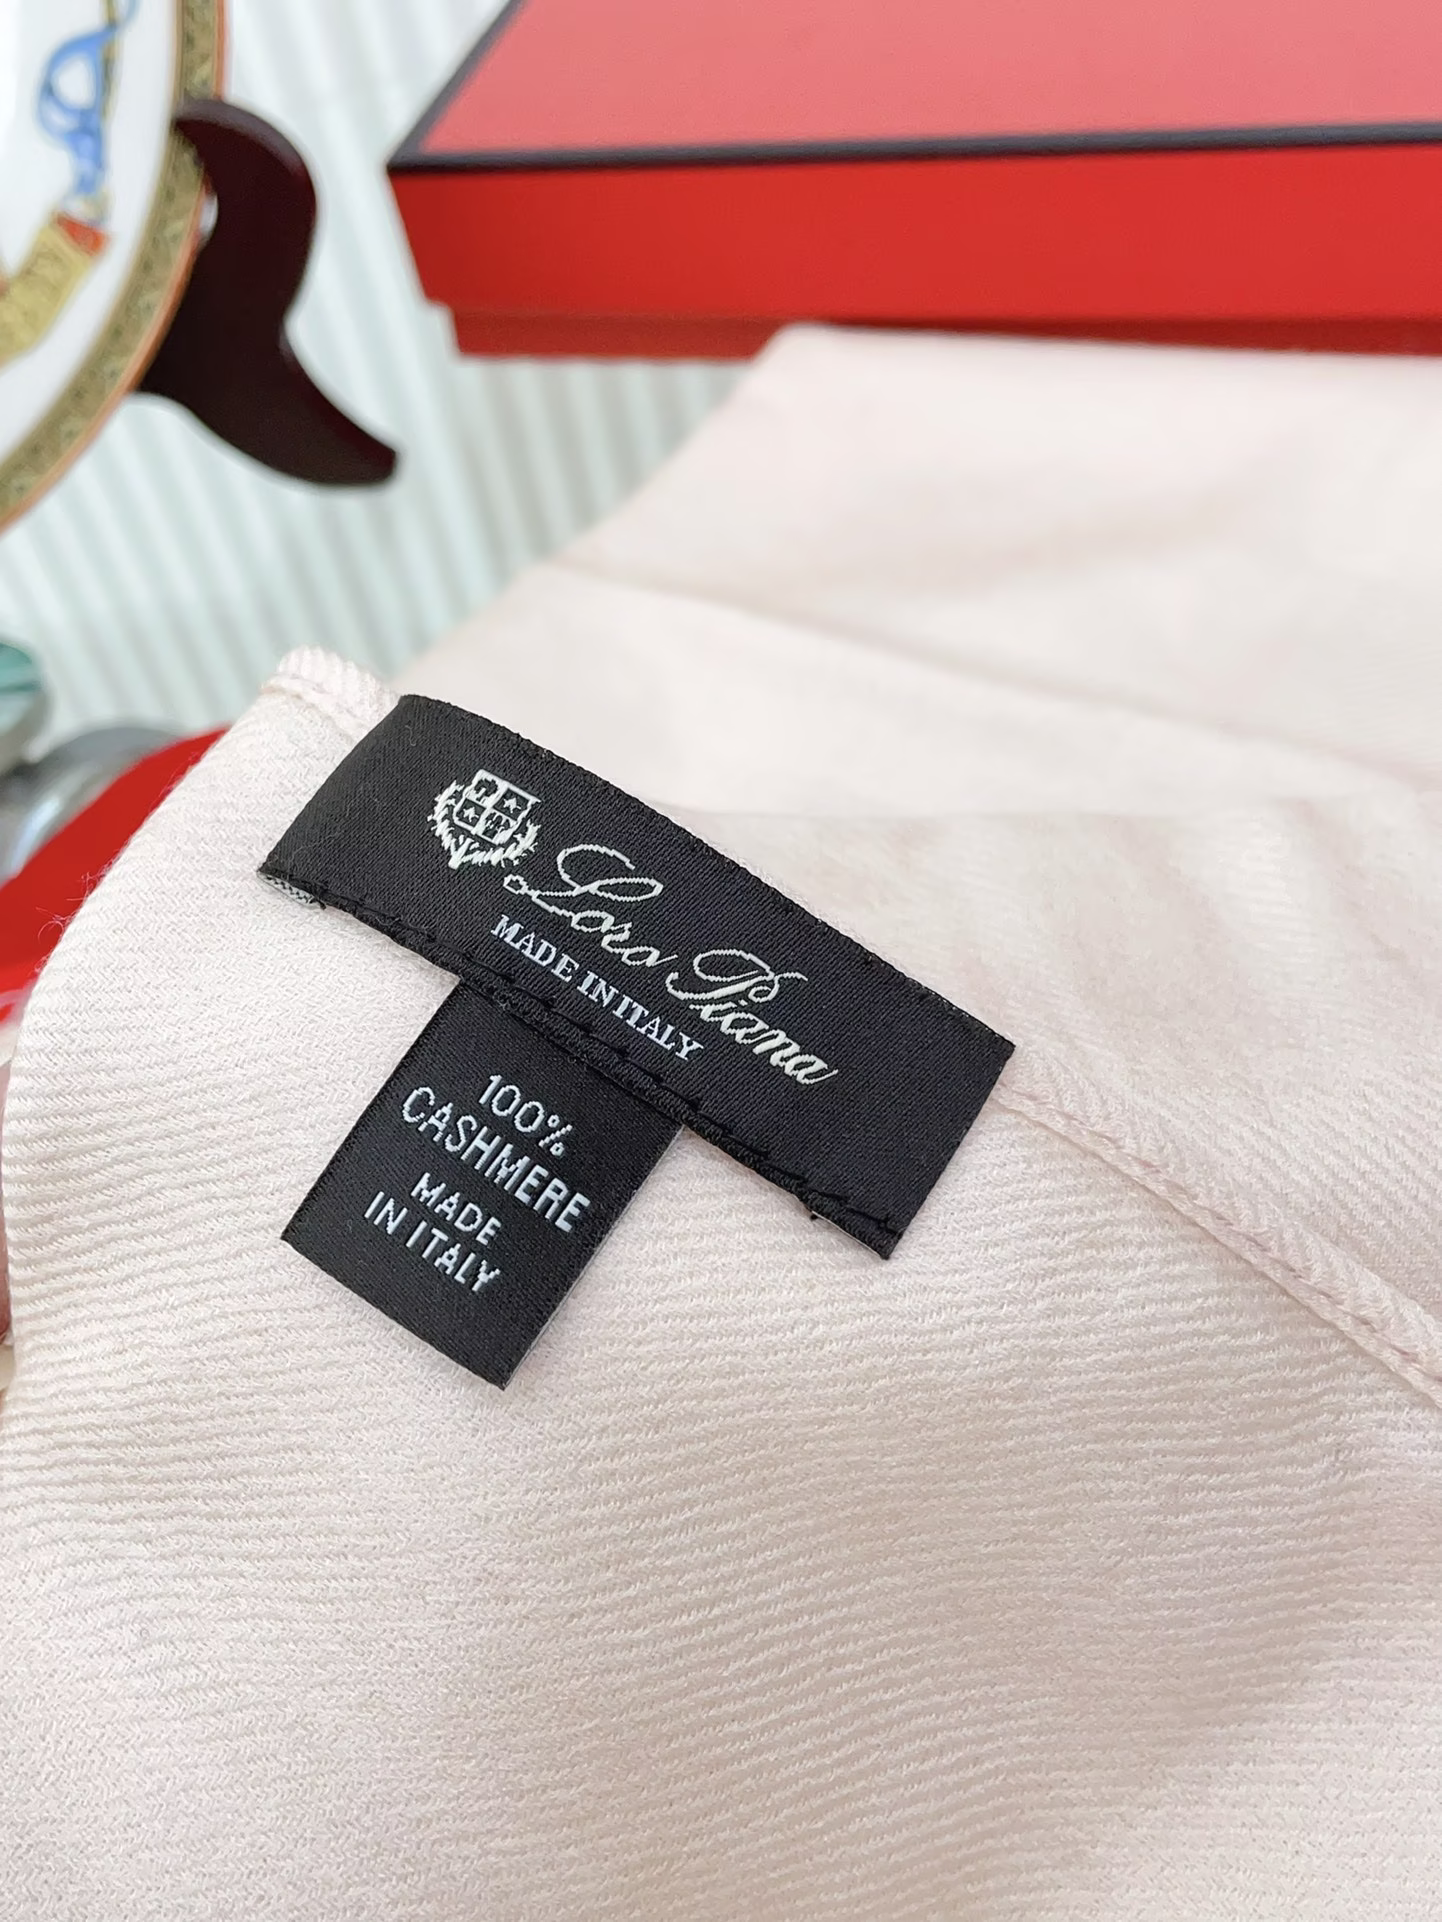 Loro Piana
MADE IN ITALY
100%
CASHMERE
MADE
IN ITALY